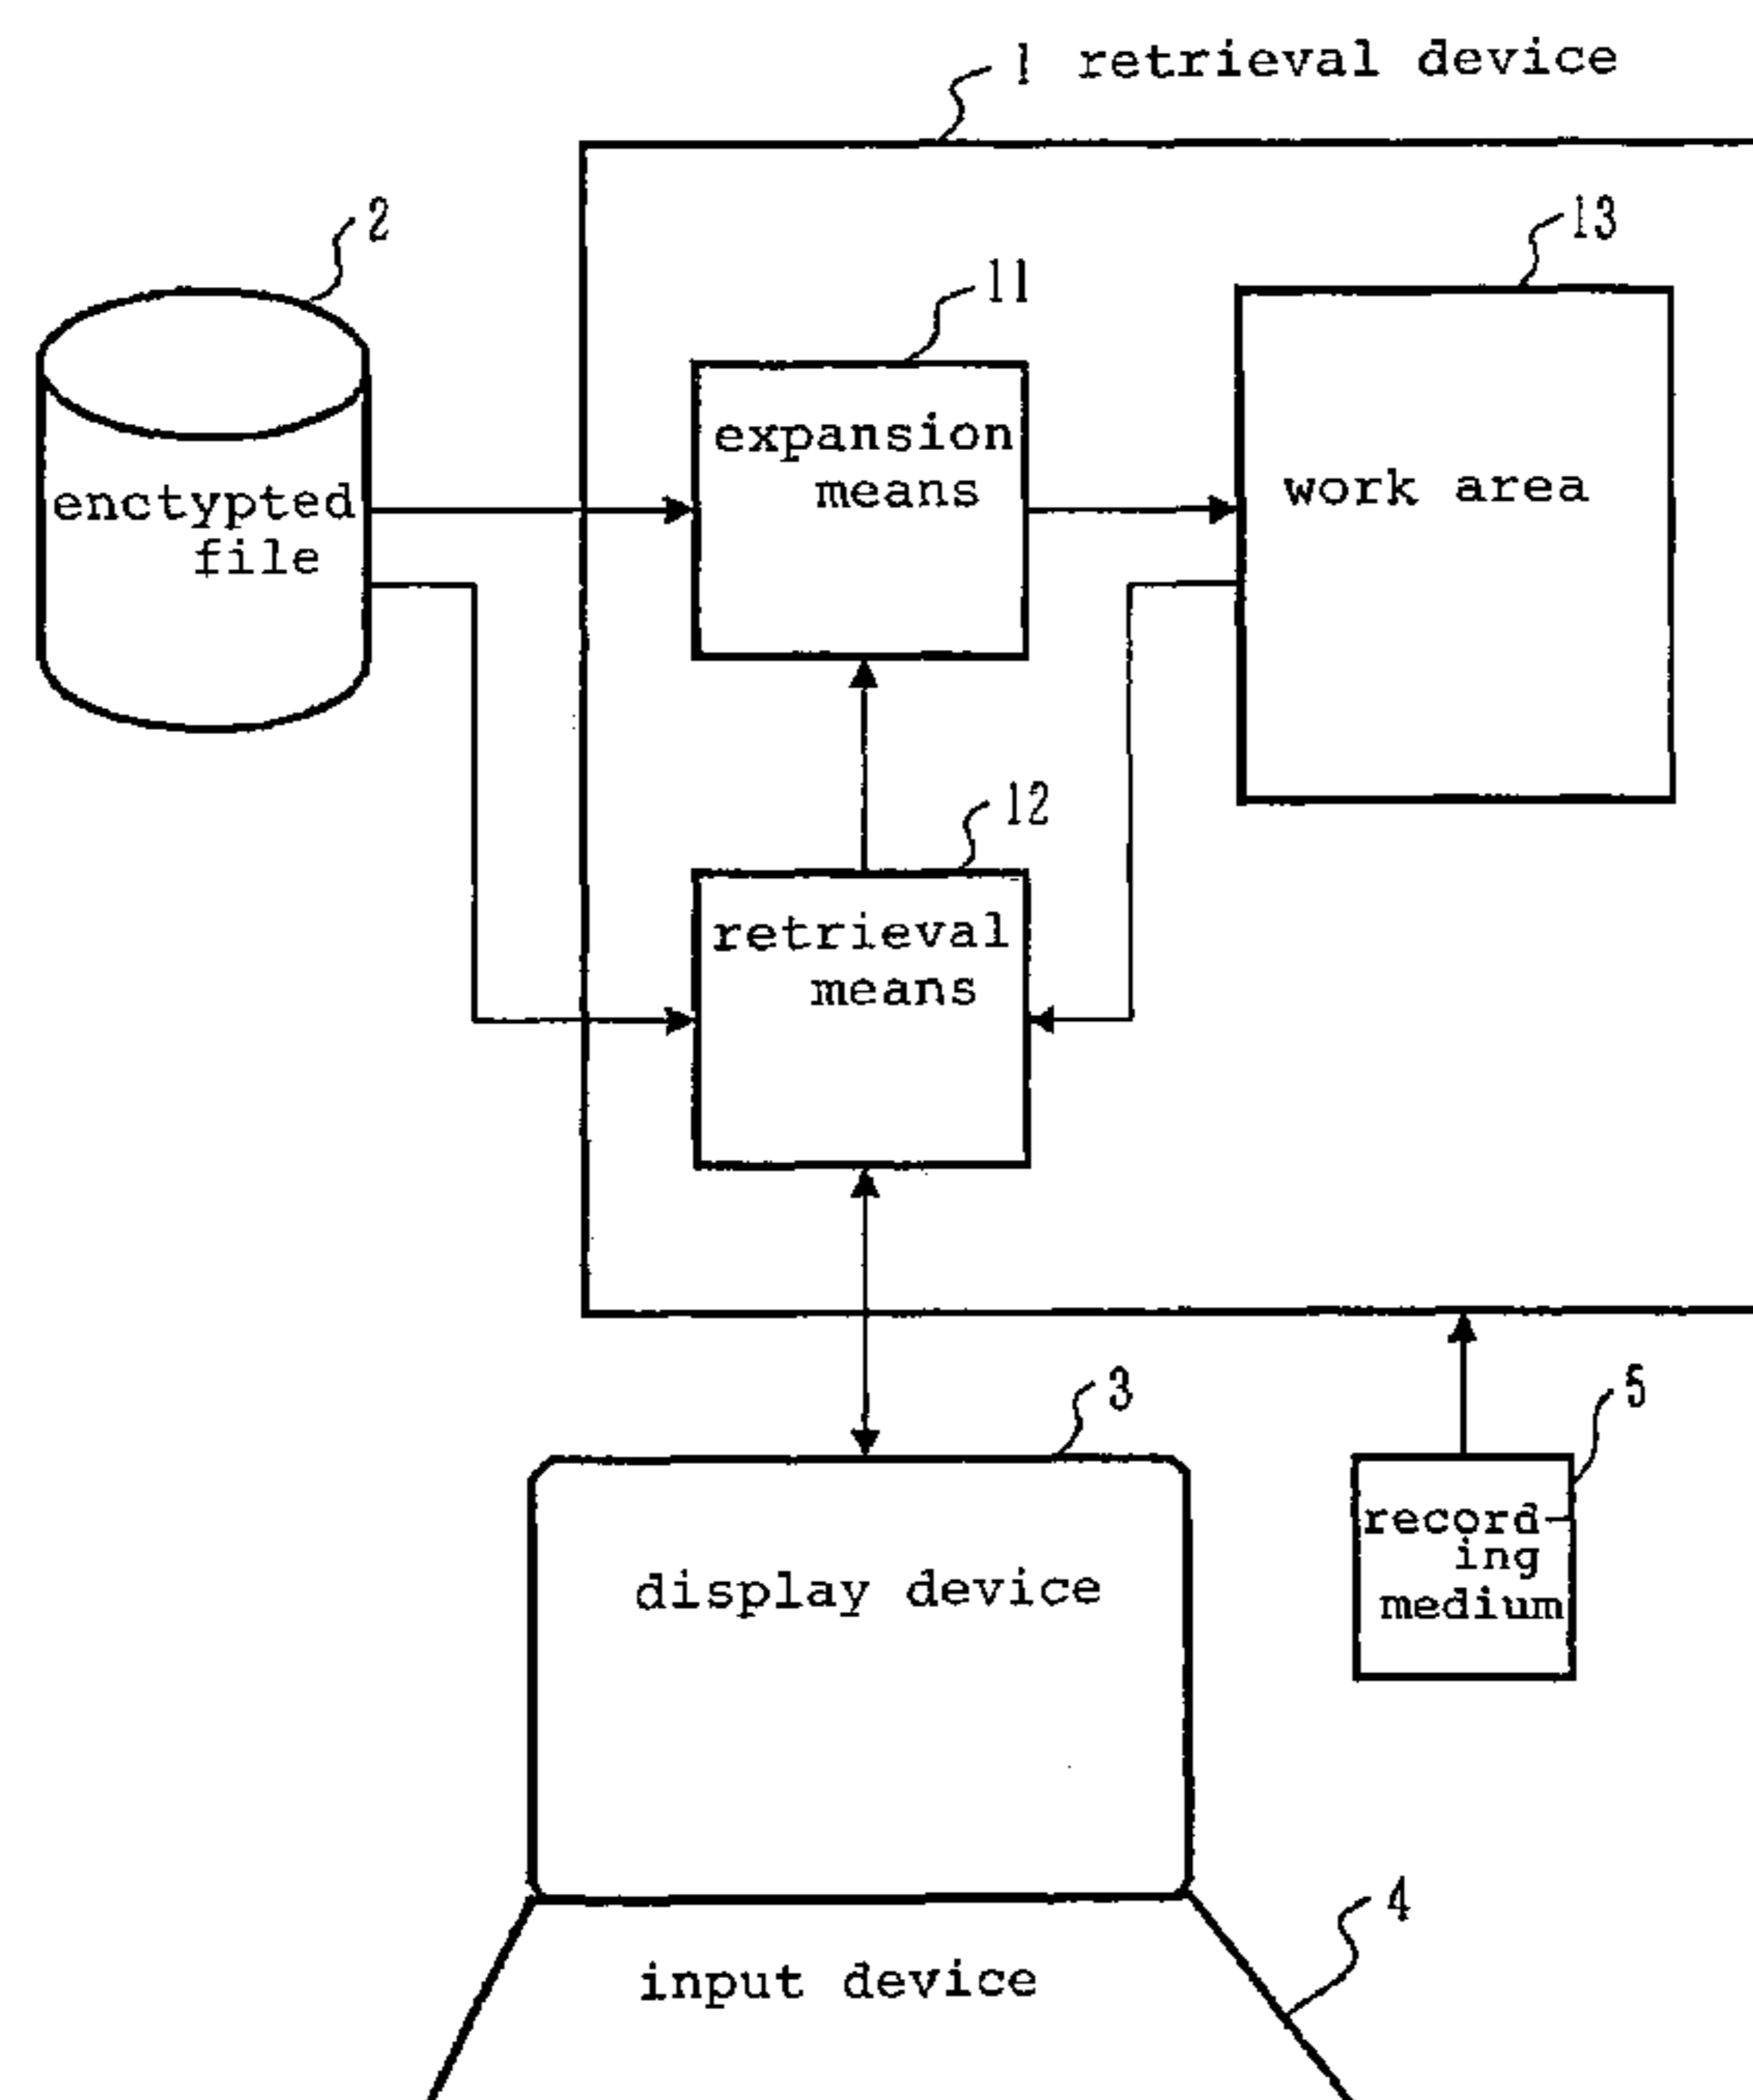 1 retrieval device
2
13
11
enctypted
file
expansion
means
work area
12
retrieval
means
3
5
record-
ing
medium
display device
4
input device